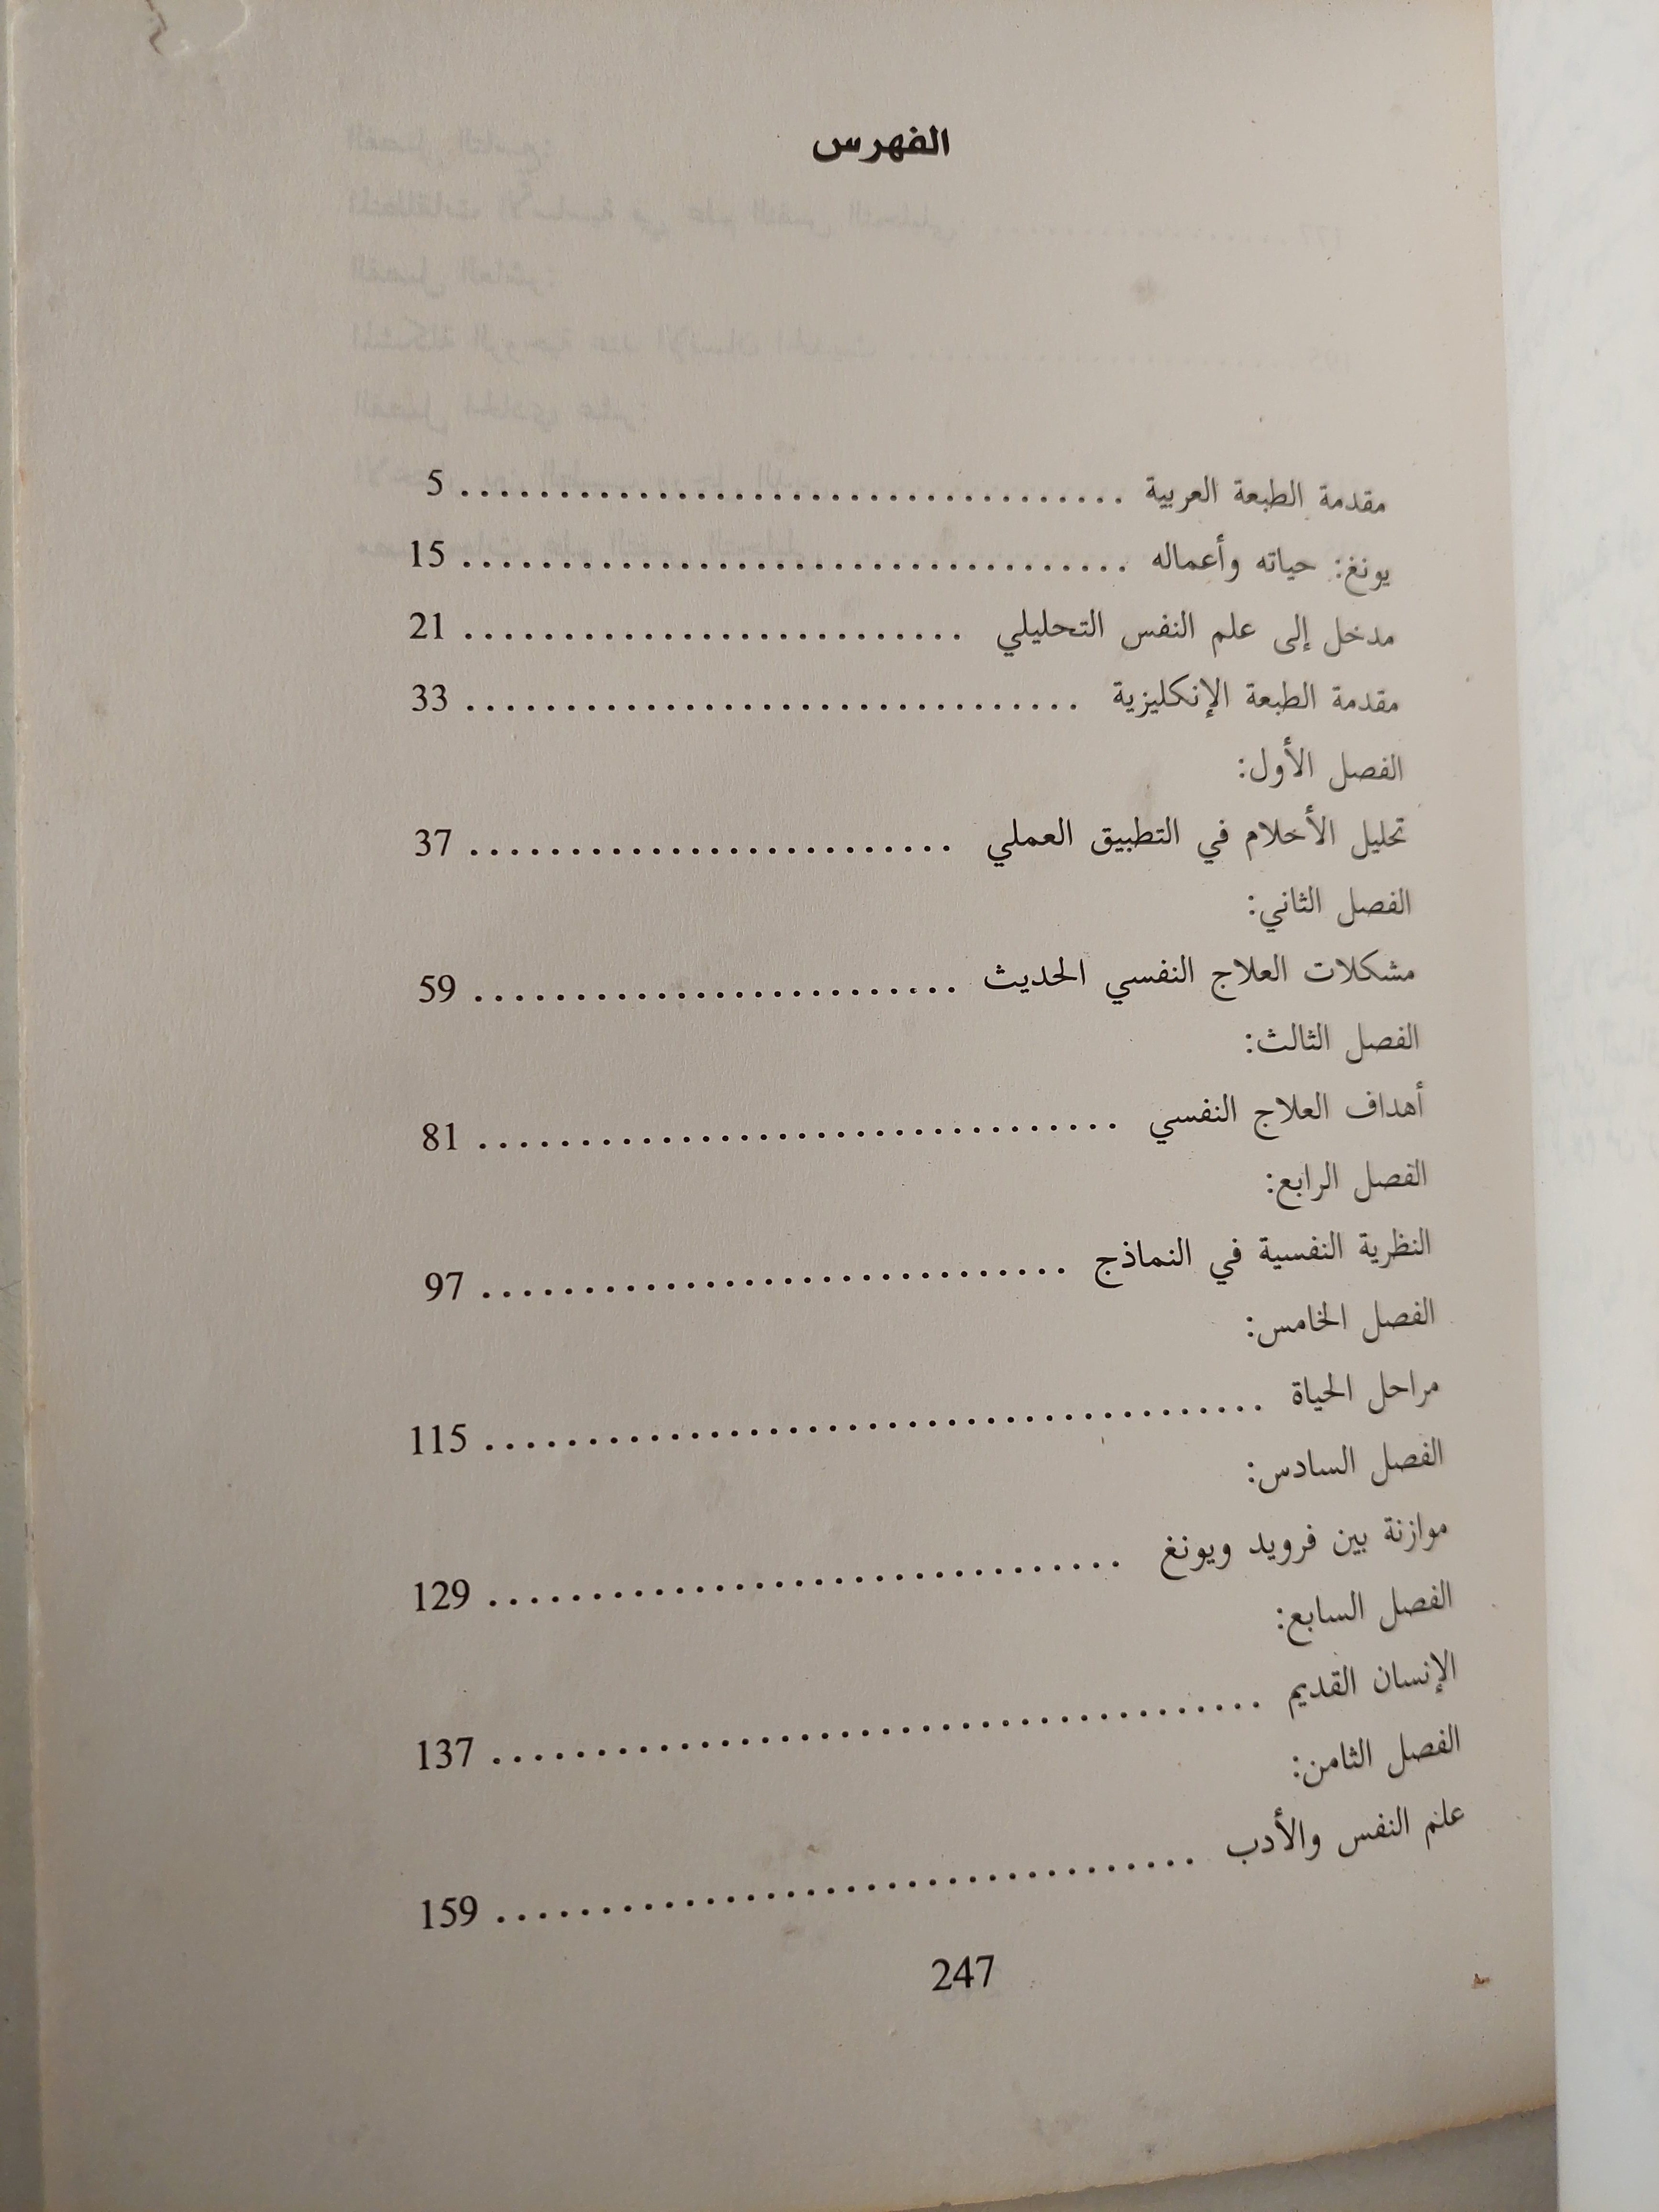 الفهرس
مقدمة الطبعة العربية .................................. 5
يونغ: حياته وأعماله .................................. 15
مدخل إلى علم النفس التحليلي ......................... 21
مقدمة الطبعة الإنكليزية .............................. 33
الفصل الأول:
تحليل الأحلام في التطبيق العملي ........................ 37
الفصل الثاني:
مشكلات العلاج النفسي الحديث ........................ 59
الفصل الثالث:
أهداف العلاج النفسي ............................... 81
الفصل الرابع:
النظرية النفسية في النماذج ............................. 97
الفصل الخامس:
مراحل الحياة ...................................... 115
الفصل السادس:
موازنة بين فرويد ويونغ ............................... 129
الفصل السابع:
الإنسان القديم ..................................... 137
الفصل الثامن:
علم النفس والأدب .................................. 159
247